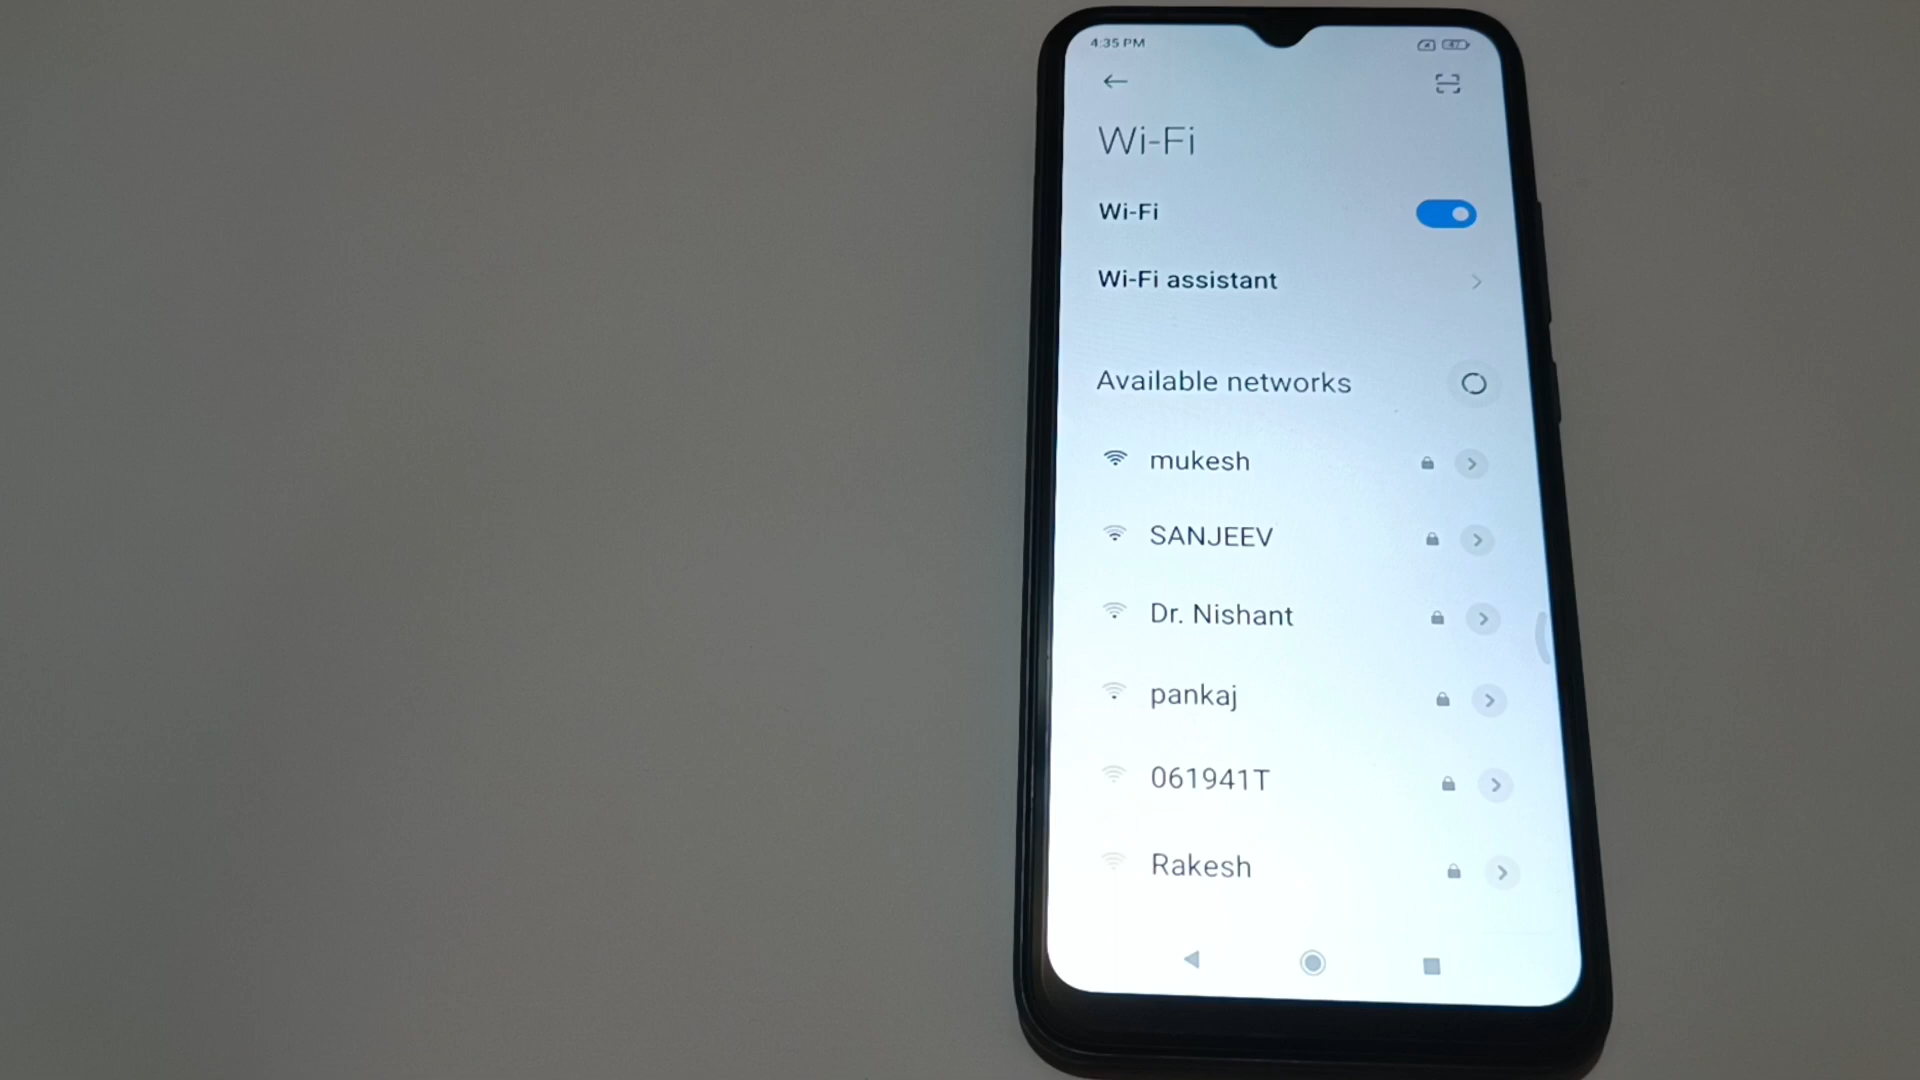 4:35 PM
47
Wi-Fi
Wi-Fi
Wi-Fi assistant
Available networks
mukesh
SANJEEV
Dr. Nishant
pankaj
061941T
Rakesh